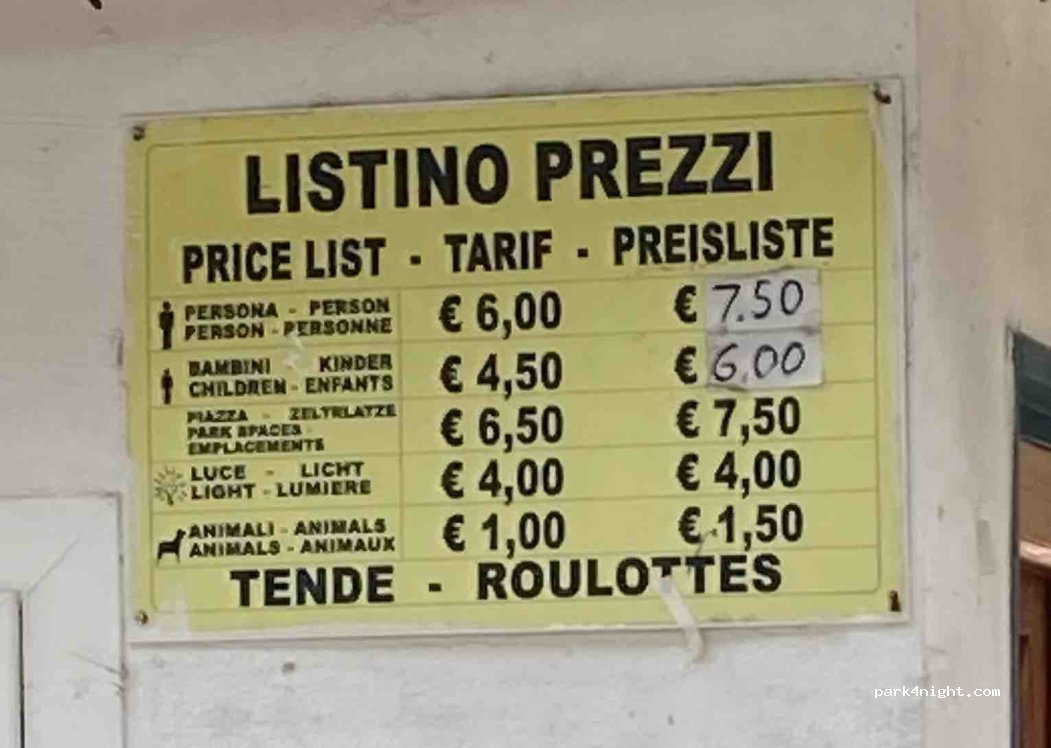 LISTINO PREZZI
PRICE LIST - TARIF - PREISLISTE
PERSONA - PERSON
PERSON - PERSONNE
€ 6,00 € 7.50
BAMBINI KINDER
CHILDREN - ENFANTS
€ 4,50 € 6.00
PIAZZA - ZELTRLATZE
PARK SPACES
EMPLACEMENTS
€ 6,50 € 7,50
LUCE - LICHT
LIGHT - LUMIERE
€ 4,00 € 4,00
ANIMALI - ANIMALS
ANIMALS - ANIMAUX
€ 1,00 € 1,50
TENDE - ROULOTTES
park4night.com